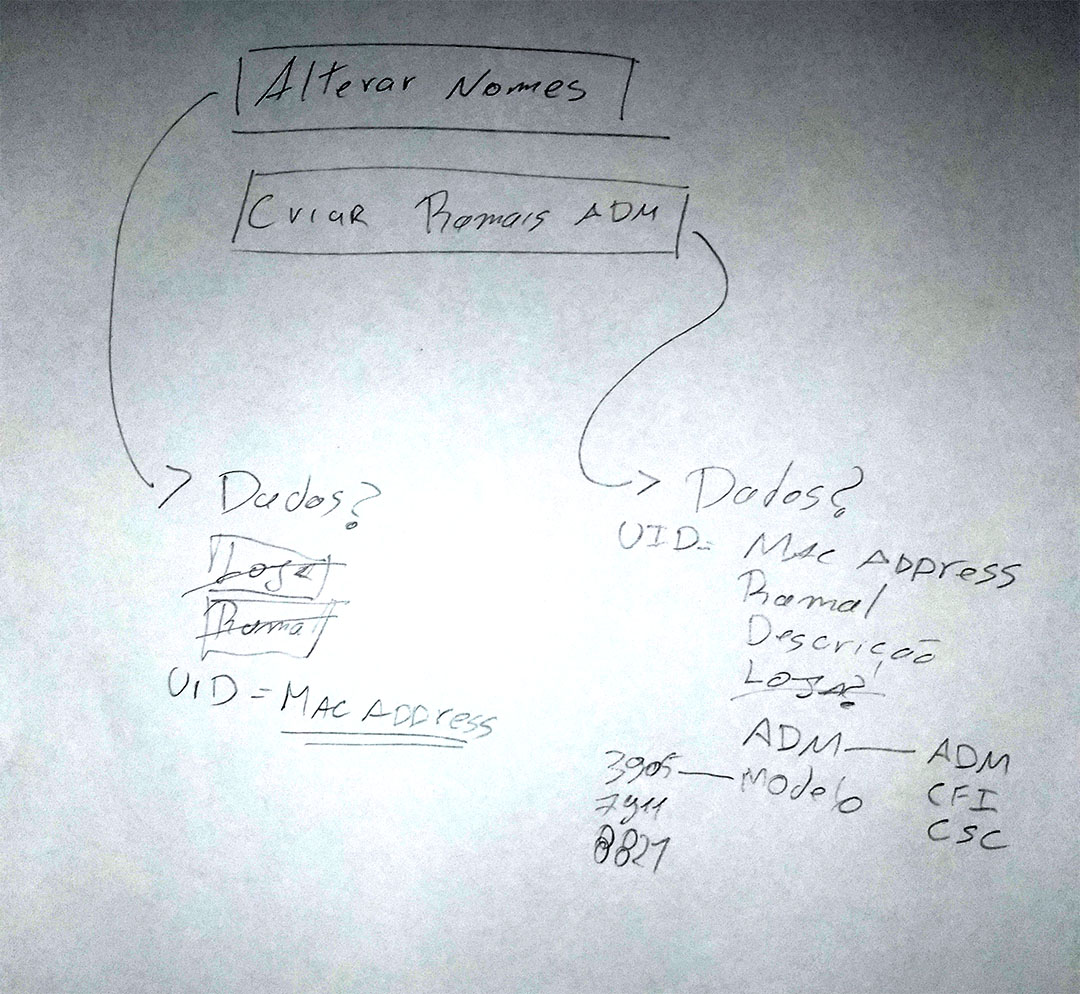 Alterar Nomes
Criar Ramais ADM
Dados?
Loja
Ramal
UID = MAC ADDress
Dados?
UID = MAC ADDress
Ramal
Descrição
Loja?
ADM — ADM
3905 — Modelo CFI
7911 CSC
8821